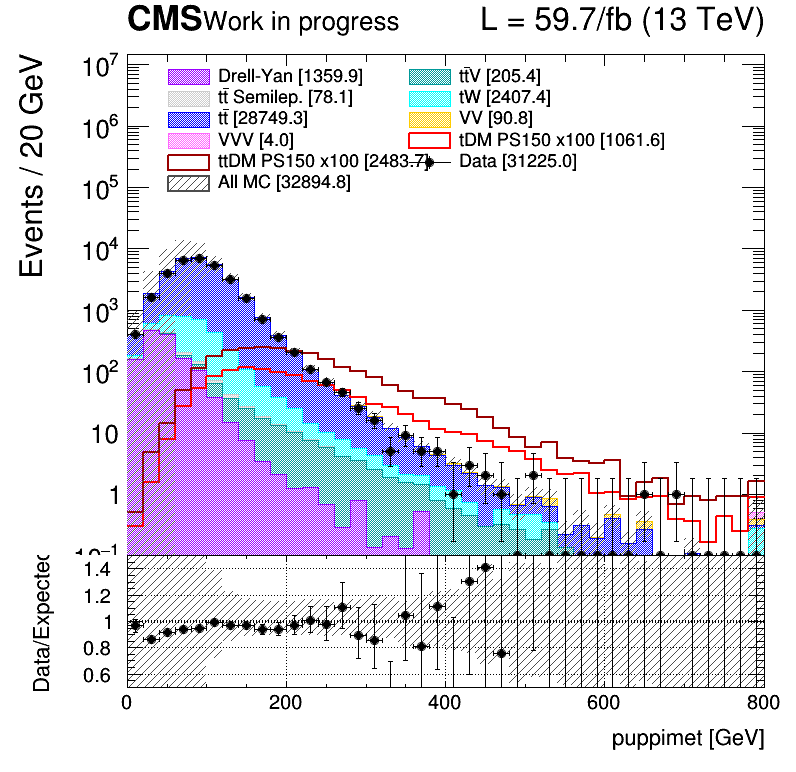 CMS Work in progress L = 59.7/fb (13 TeV)
Events / 20 GeV
10⁷
10⁶
10⁵
10⁴
10³
10²
10
1
10⁻¹
Drell-Yan [1359.9]
tt̄V [205.4]
tt̄ Semilep. [78.1]
tW [2407.4]
tt̄ [28749.3]
VV [90.8]
VVV [4.0]
tDM PS150 x100 [1061.6]
ttDM PS150 x100 [2483.7]
Data [31225.0]
All MC [32894.8]
Data/Expected
1.4
1.2
1
0.8
0.6
0 200 400 600 800
puppimet [GeV]